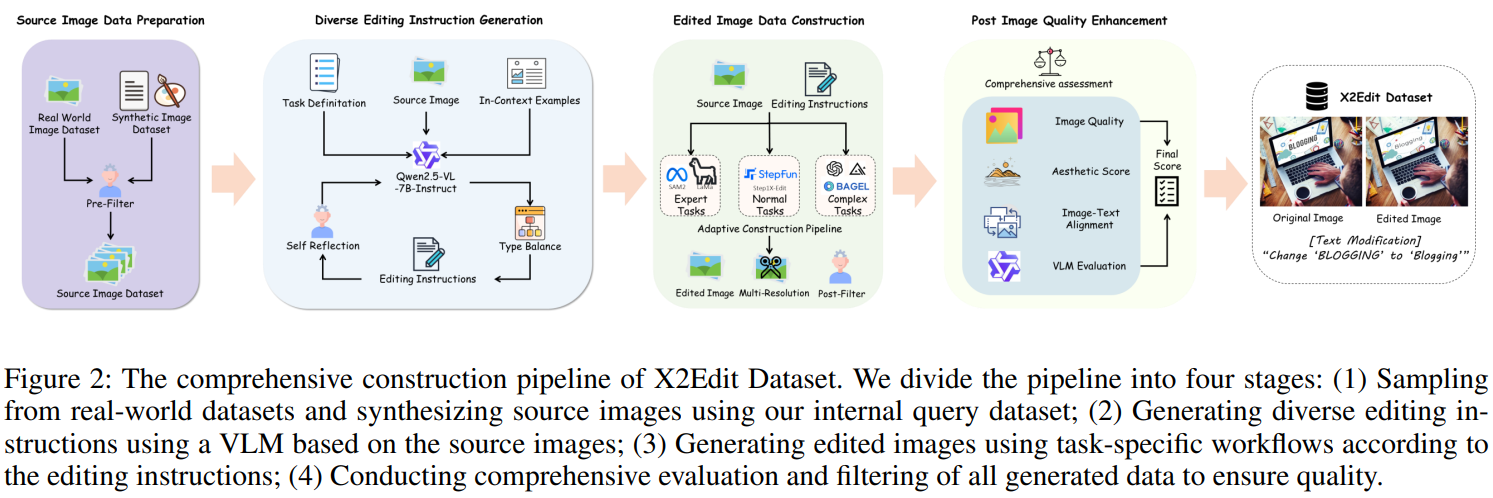 Source Image Data Preparation
Diverse Editing Instruction Generation
Edited Image Data Construction
Post Image Quality Enhancement
Real World
Image Dataset
Synthetic Image
Dataset
Pre-Filter
Source Image Dataset
Task Definitation
Source Image
In-Context Examples
Qwen2.5-VL
-7B-Instruct
Self Reflection
Type Balance
Editing Instructions
Source Image
Editing Instructions
SAM2
LaMa
Expert
Tasks
StepFun
Step1X-Edit
Normal
Tasks
BAGEL
Complex
Tasks
Adaptive Construction Pipeline
Edited Image
Multi-Resolution
Post-Filter
Comprehensive assessment
Image Quality
Aesthetic Score
Image-Text
Alignment
VLM Evaluation
Final
Score
X2Edit Dataset
BLOGGING
Blogging
Original Image
Edited Image
[Text Modification]
“Change ‘BLOGGING’ to ‘Blogging’”
Figure 2: The comprehensive construction pipeline of X2Edit Dataset. We divide the pipeline into four stages: (1) Sampling
from real-world datasets and synthesizing source images using our internal query dataset; (2) Generating diverse editing in-
structions using a VLM based on the source images; (3) Generating edited images using task-specific workflows according to
the editing instructions; (4) Conducting comprehensive evaluation and filtering of all generated data to ensure quality.